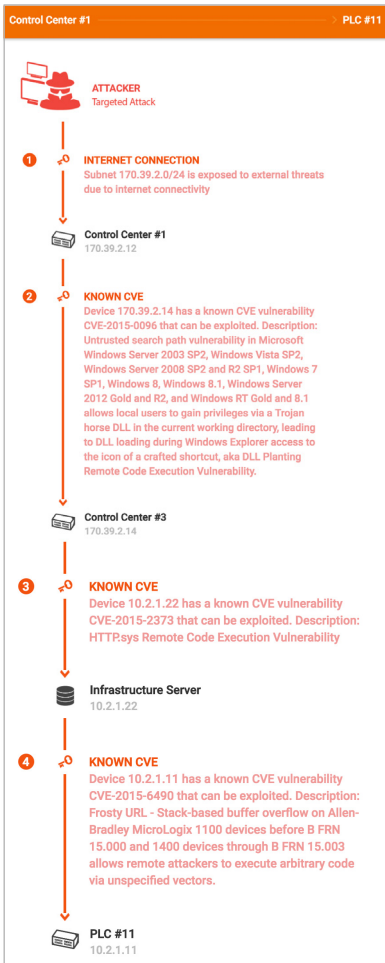 Control Center #1 > PLC #11
ATTACKER
Targeted Attack
1 INTERNET CONNECTION
Subnet 170.39.2.0/24 is exposed to external threats
due to internet connectivity
Control Center #1
170.39.2.12
2 KNOWN CVE
Device 170.39.2.14 has a known CVE vulnerability
CVE-2015-0096 that can be exploited. Description:
Untrusted search path vulnerability in Microsoft
Windows Server 2003 SP2, Windows Vista SP2,
Windows Server 2008 SP2 and R2 SP1, Windows 7
SP1, Windows 8, Windows 8.1, Windows Server
2012 Gold and R2, and Windows RT Gold and 8.1
allows local users to gain privileges via a Trojan
horse DLL in the current working directory, leading
to DLL loading during Windows Explorer access to
the icon of a crafted shortcut, aka DLL Planting
Remote Code Execution Vulnerability.
Control Center #3
170.39.2.14
3 KNOWN CVE
Device 10.2.1.22 has a known CVE vulnerability
CVE-2015-2373 that can be exploited. Description:
HTTP.sys Remote Code Execution Vulnerability
Infrastructure Server
10.2.1.22
4 KNOWN CVE
Device 10.2.1.11 has a known CVE vulnerability
CVE-2015-6490 that can be exploited. Description:
Frosty URL - Stack-based buffer overflow on Allen-
Bradley MicroLogix 1100 devices before B FRN
15.000 and 1400 devices through B FRN 15.003
allows remote attackers to execute arbitrary code
via unspecified vectors.
PLC #11
10.2.1.11